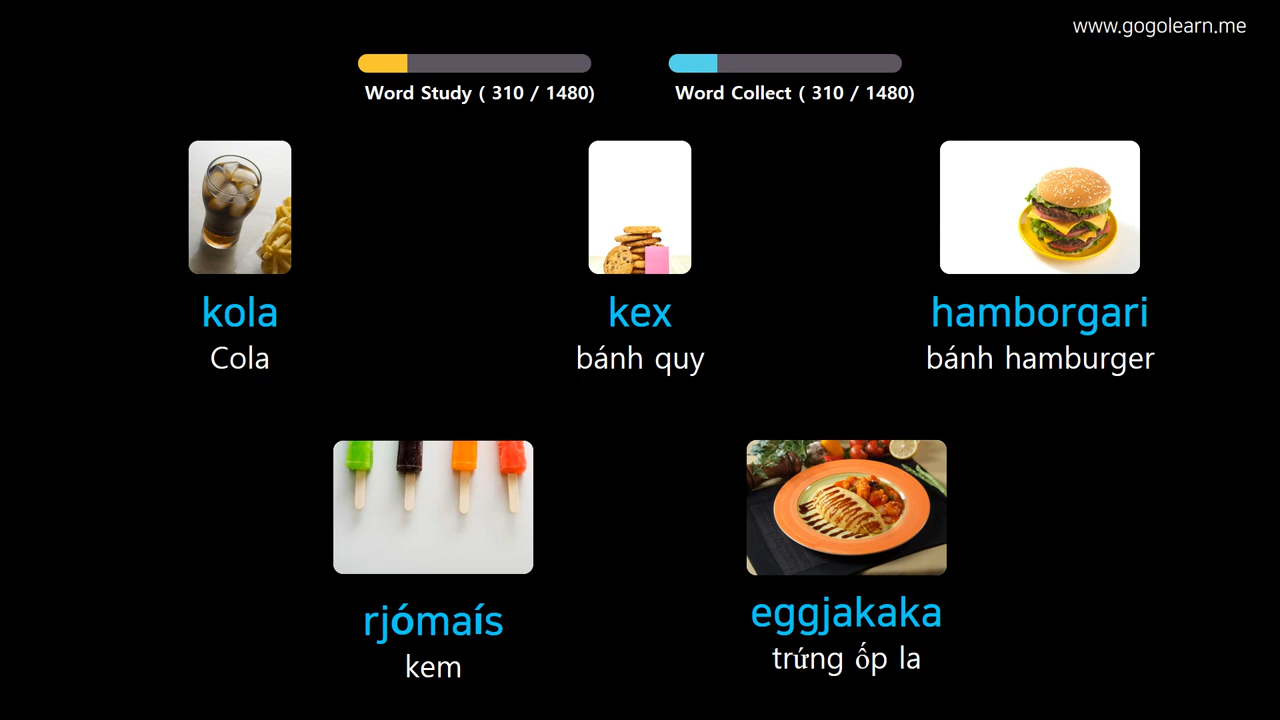 www.gogolearn.me
Word Study ( 310 / 1480)
Word Collect ( 310 / 1480)
kola
Cola
kex
bánh quy
hamborgari
bánh hamburger
rjómaís
kem
eggjakaka
trứng ốp la